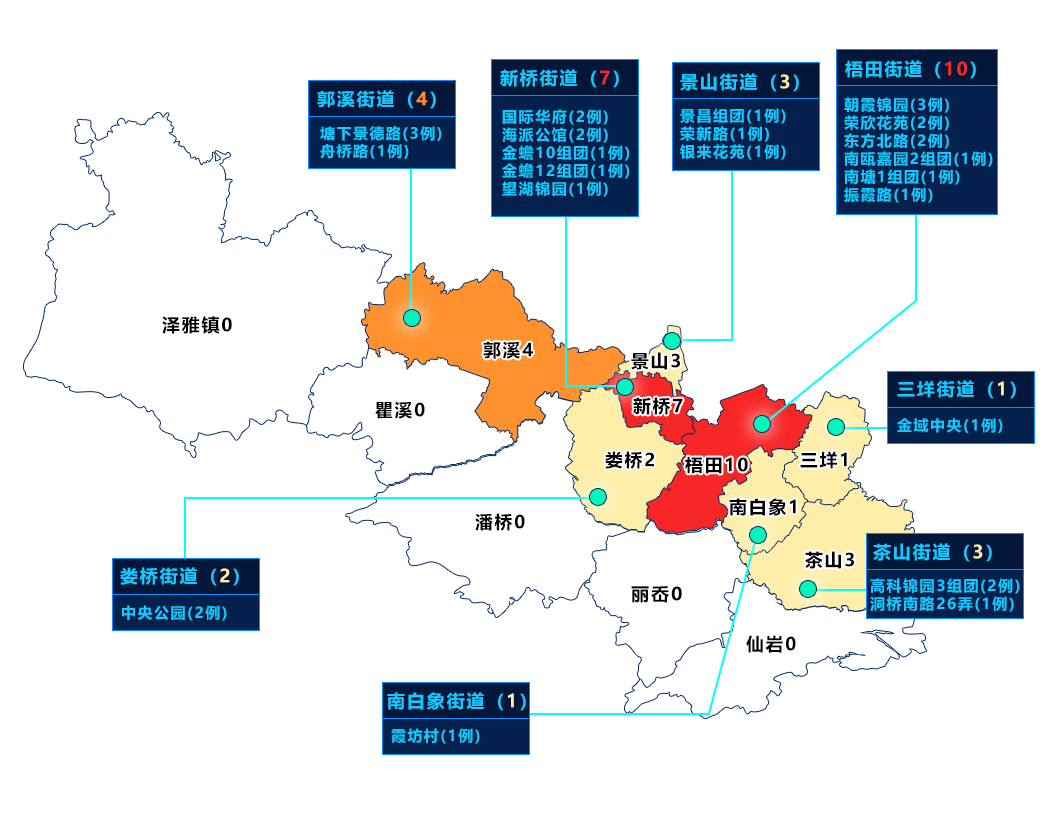 郭溪街道（4）
塘下景德路(3例)
舟桥路(1例)
新桥街道（7）
国际华府(2例)
海派公馆(2例)
金蟾10组团(1例)
金蟾12组团(1例)
望湖锦园(1例)
景山街道（3）
景昌组团(1例)
荣新路(1例)
银来花苑(1例)
梧田街道（10）
朝霞锦园(3例)
荣欣花苑(2例)
东方北路(2例)
南瓯嘉园2组团(1例)
南塘1组团(1例)
振霞路(1例)
泽雅镇0
郭溪4
景山3
瞿溪0
新桥7
三垟街道（1）
金域中央(1例)
娄桥2
梧田10
三垟1
南白象1
潘桥0
茶山3
茶山街道（3）
高科锦园3组团(2例)
洞桥南路26弄(1例)
娄桥街道（2）
中央公园(2例)
丽岙0
仙岩0
南白象街道（1）
霞坊村(1例)